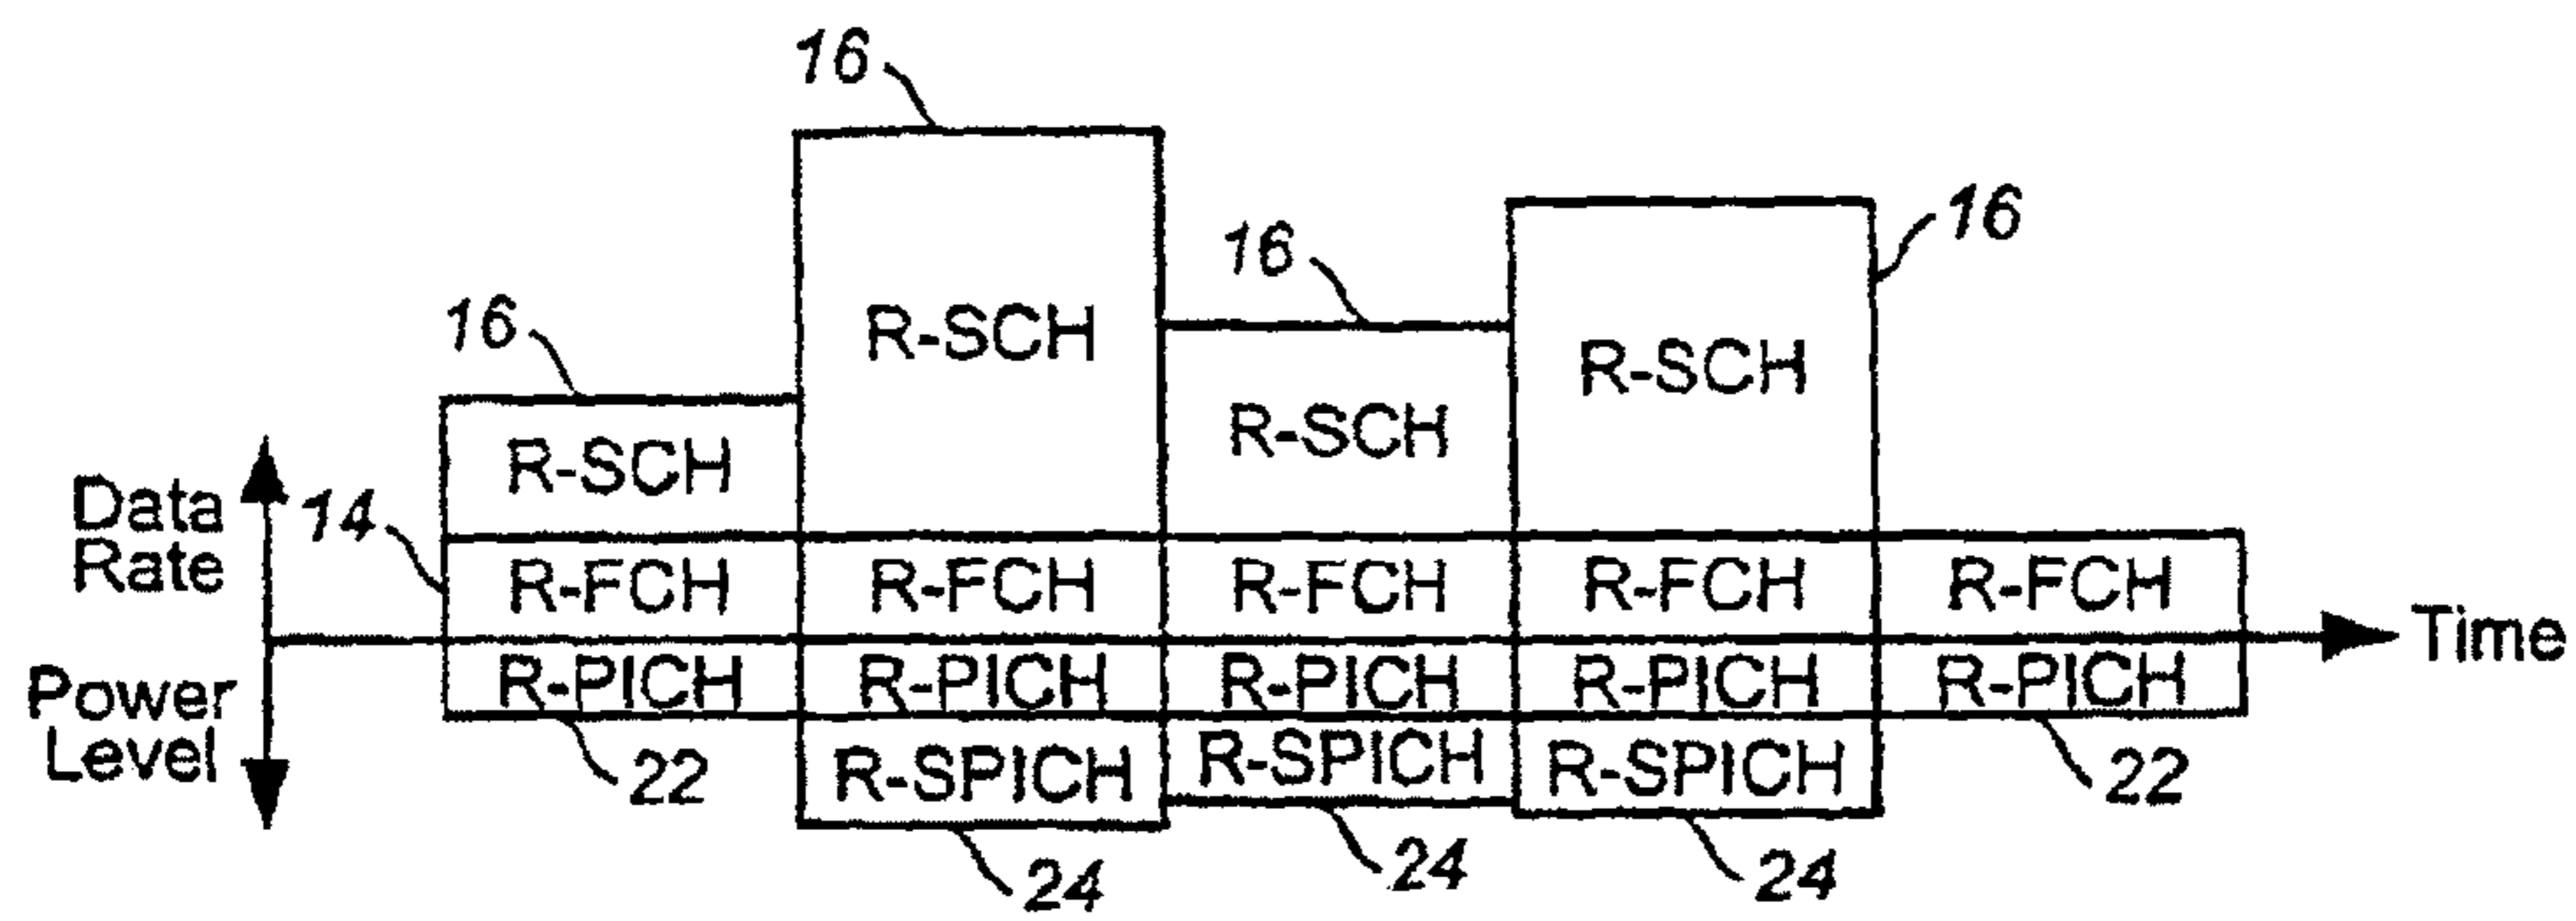 16
16
16
16
R-SCH
R-SCH
R-SCH
R-SCH
Data
Rate
14
R-FCH
R-FCH
R-FCH
R-FCH
R-FCH
Time
Power
Level
R-PICH
R-PICH
R-PICH
R-PICH
R-PICH
22
R-SPICH
R-SPICH
R-SPICH
22
24
24
24